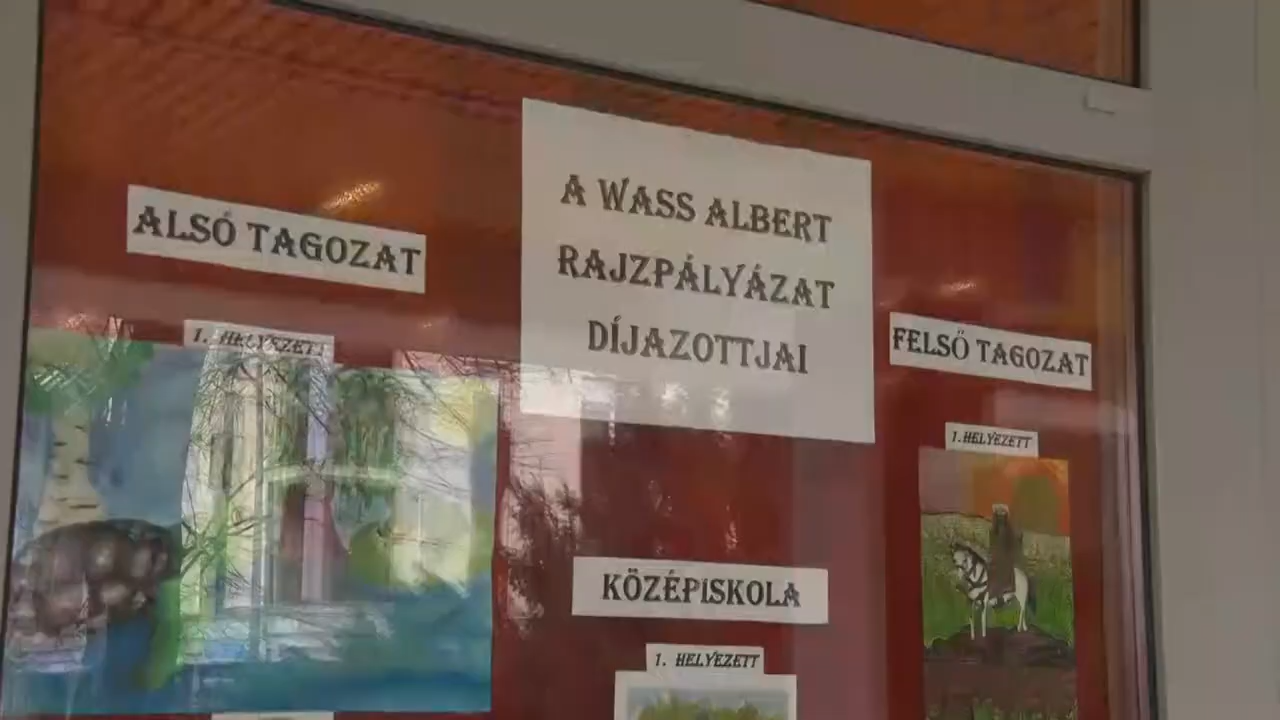 A WASS ALBERT
RAJZPÁLYÁZAT
DÍJAZOTTJAI
ALSÓ TAGOZAT
1. HELYEZETT
FELSŐ TAGOZAT
1. HELYEZETT
KÖZÉPISKOLA
1. HELYEZETT